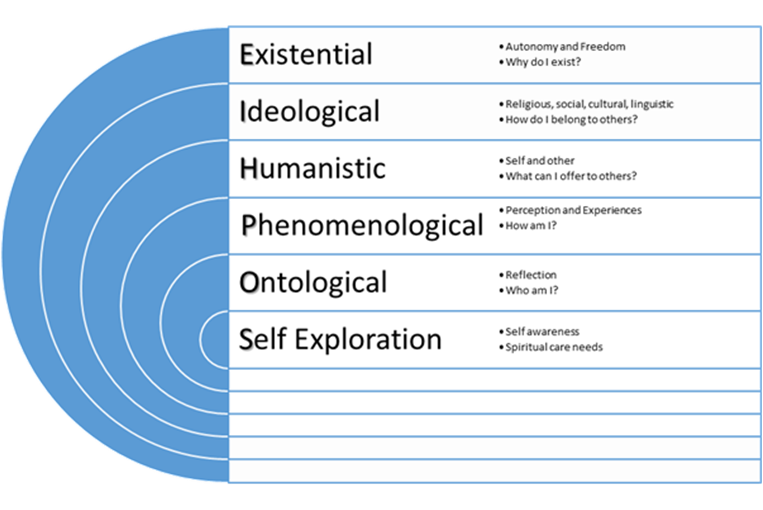 Existential
• Autonomy and Freedom
• Why do I exist?
Ideological
• Religious, social, cultural, linguistic
• How do I belong to others?
Humanistic
• Self and other
• What can I offer to others?
Phenomenological
• Perception and Experiences
• How am I?
Ontological
• Reflection
• Who am I?
Self Exploration
• Self awareness
• Spiritual care needs